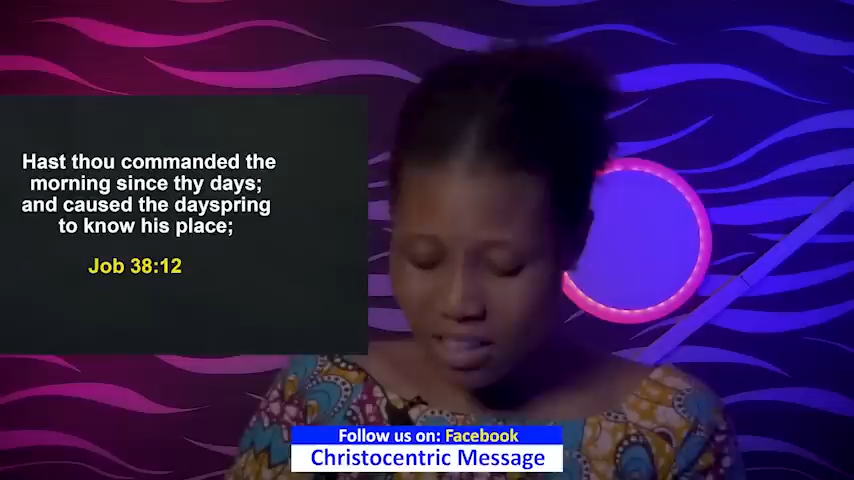 Hast thou commanded the
morning since thy days;
and caused the dayspring
to know his place;
Job 38:12
Follow us on: Facebook
Christocentric Message